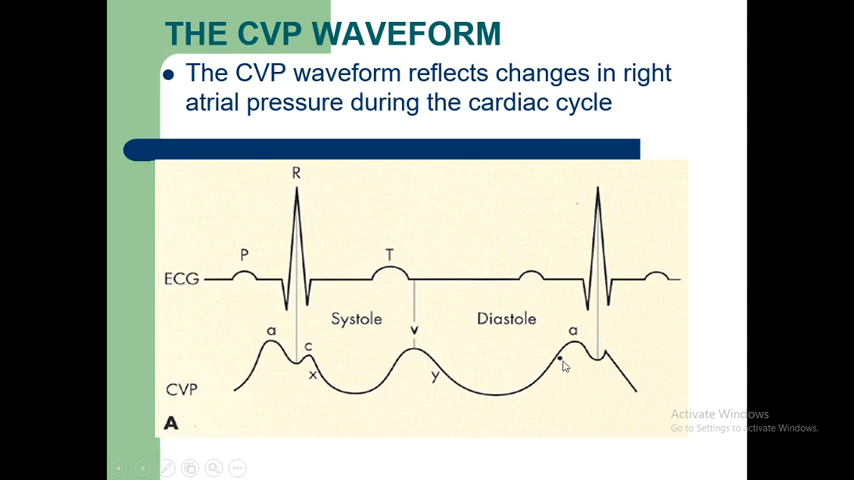 THE CVP WAVEFORM
The CVP waveform reflects changes in right
atrial pressure during the cardiac cycle
R
P
T
ECG
Systole
Diastole
a
c
v
a
x
y
CVP
A
Activate Windows
Go to Settings to activate Windows.